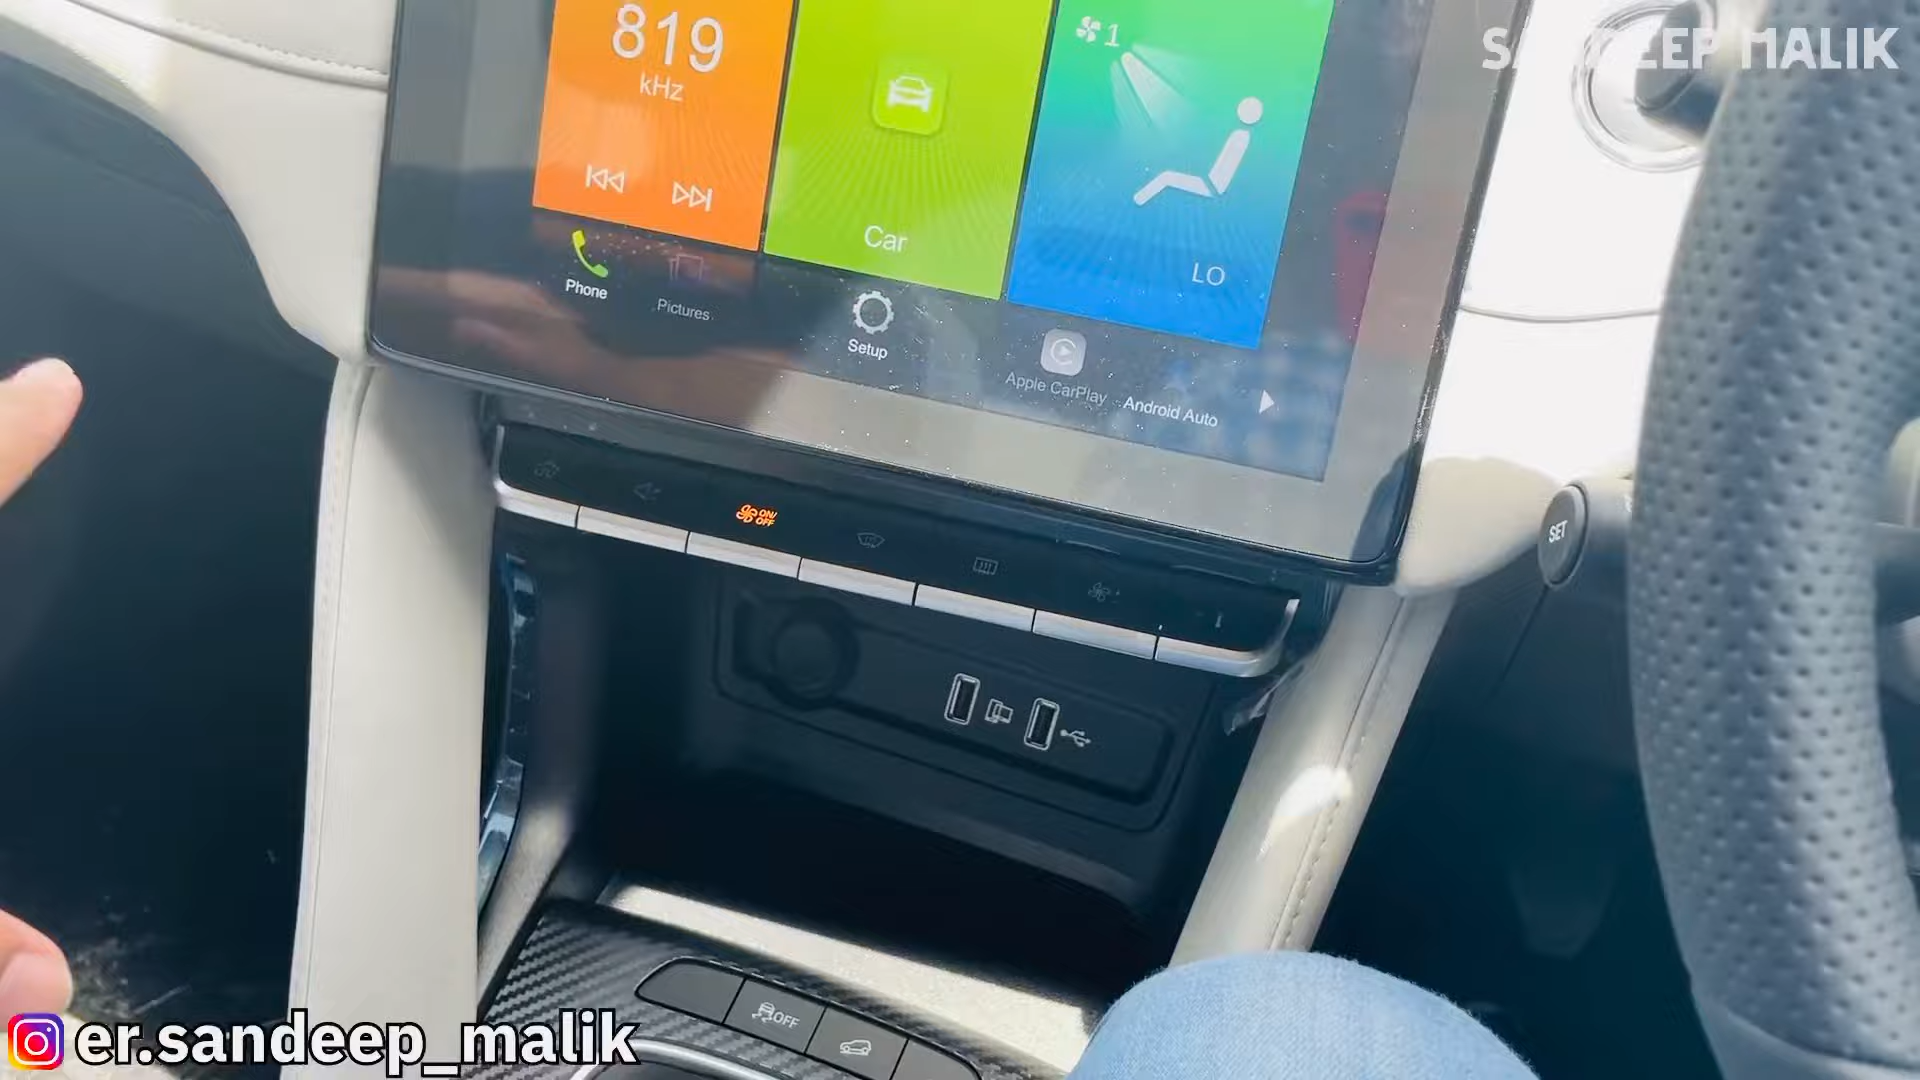 SANDEEP MALIK
819
kHz
1
Car
LO
Phone
Pictures
Setup
Apple CarPlay
Android Auto
ON/
OFF
SET
OFF
er.sandeep_malik